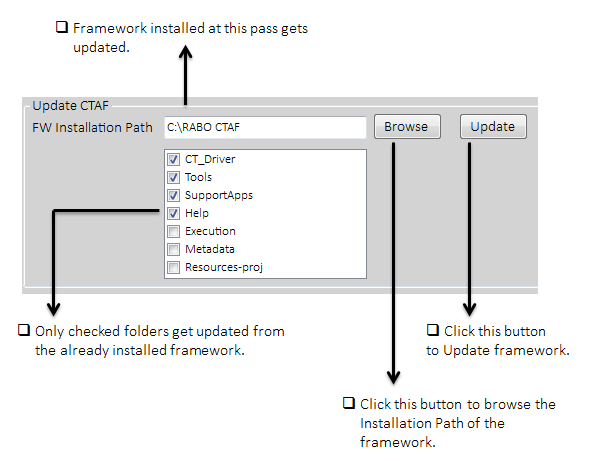 Framework installed at this pass gets
updated.
Update CTAF
FW Installation Path C:\RABO CTAF Browse Update
CT_Driver
Tools
SupportApps
Help
Execution
Metadata
Resources-proj
Only checked folders get updated from
the already installed framework.
Click this button
to Update framework.
Click this button to browse the
Installation Path of the
framework.